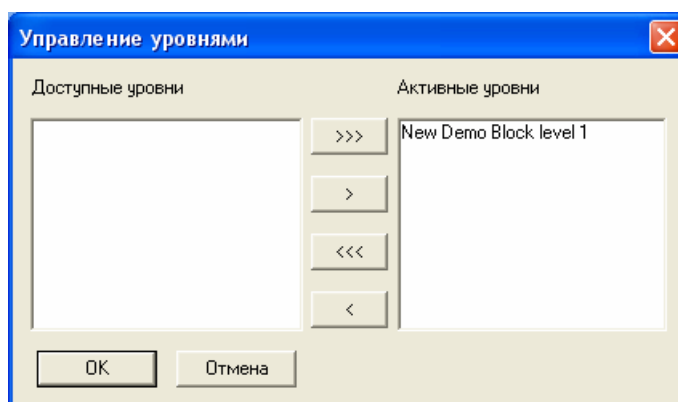 Управление уровнями
Доступные уровни
Активные уровни
New Demo Block level 1
>>>
>
<<<
<
OK
Отмена